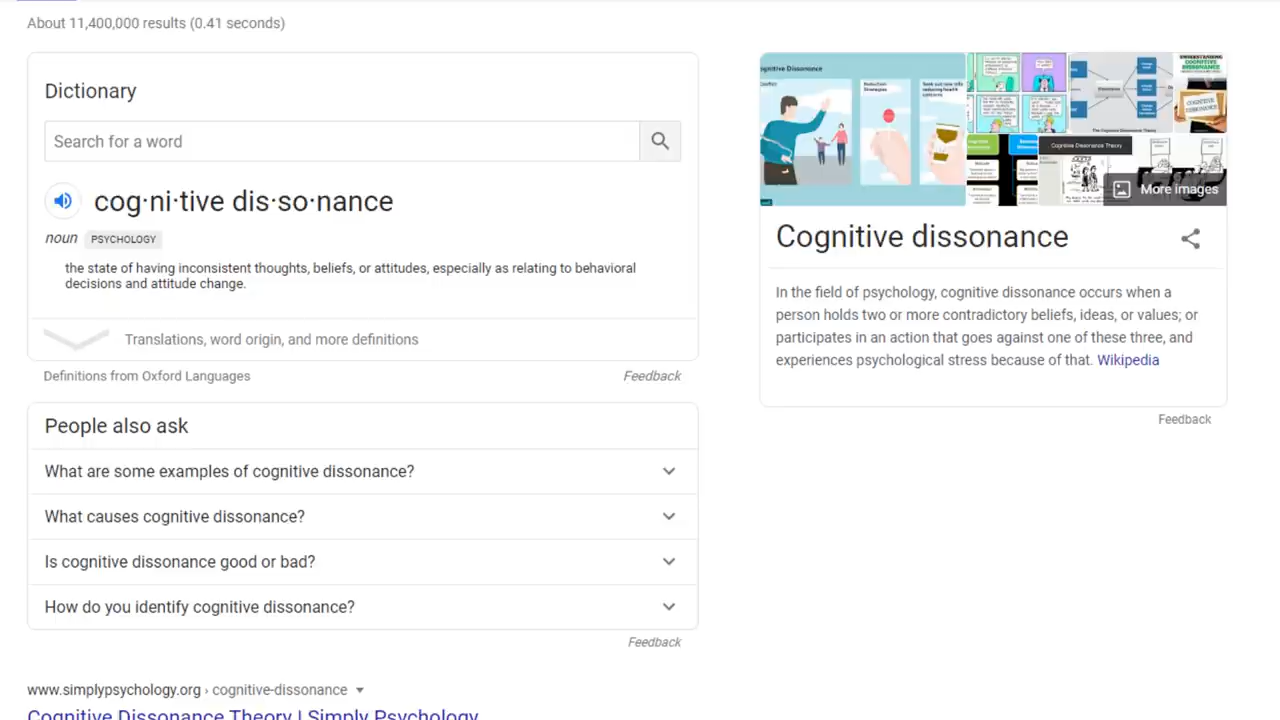 About 11,400,000 results (0.41 seconds)
Dictionary
Search for a word
cog·ni·tive dis·so·nance
noun PSYCHOLOGY
the state of having inconsistent thoughts, beliefs, or attitudes, especially as relating to behavioral
decisions and attitude change.
Translations, word origin, and more definitions
Definitions from Oxford Languages
Feedback
People also ask
What are some examples of cognitive dissonance?
What causes cognitive dissonance?
Is cognitive dissonance good or bad?
How do you identify cognitive dissonance?
Feedback
www.simplypsychology.org › cognitive-dissonance
Cognitive Dissonance Theory | Simply Psychology
Cognitive Dissonance Theory
More images
Cognitive dissonance
In the field of psychology, cognitive dissonance occurs when a
person holds two or more contradictory beliefs, ideas, or values; or
participates in an action that goes against one of these three, and
experiences psychological stress because of that. Wikipedia
Feedback